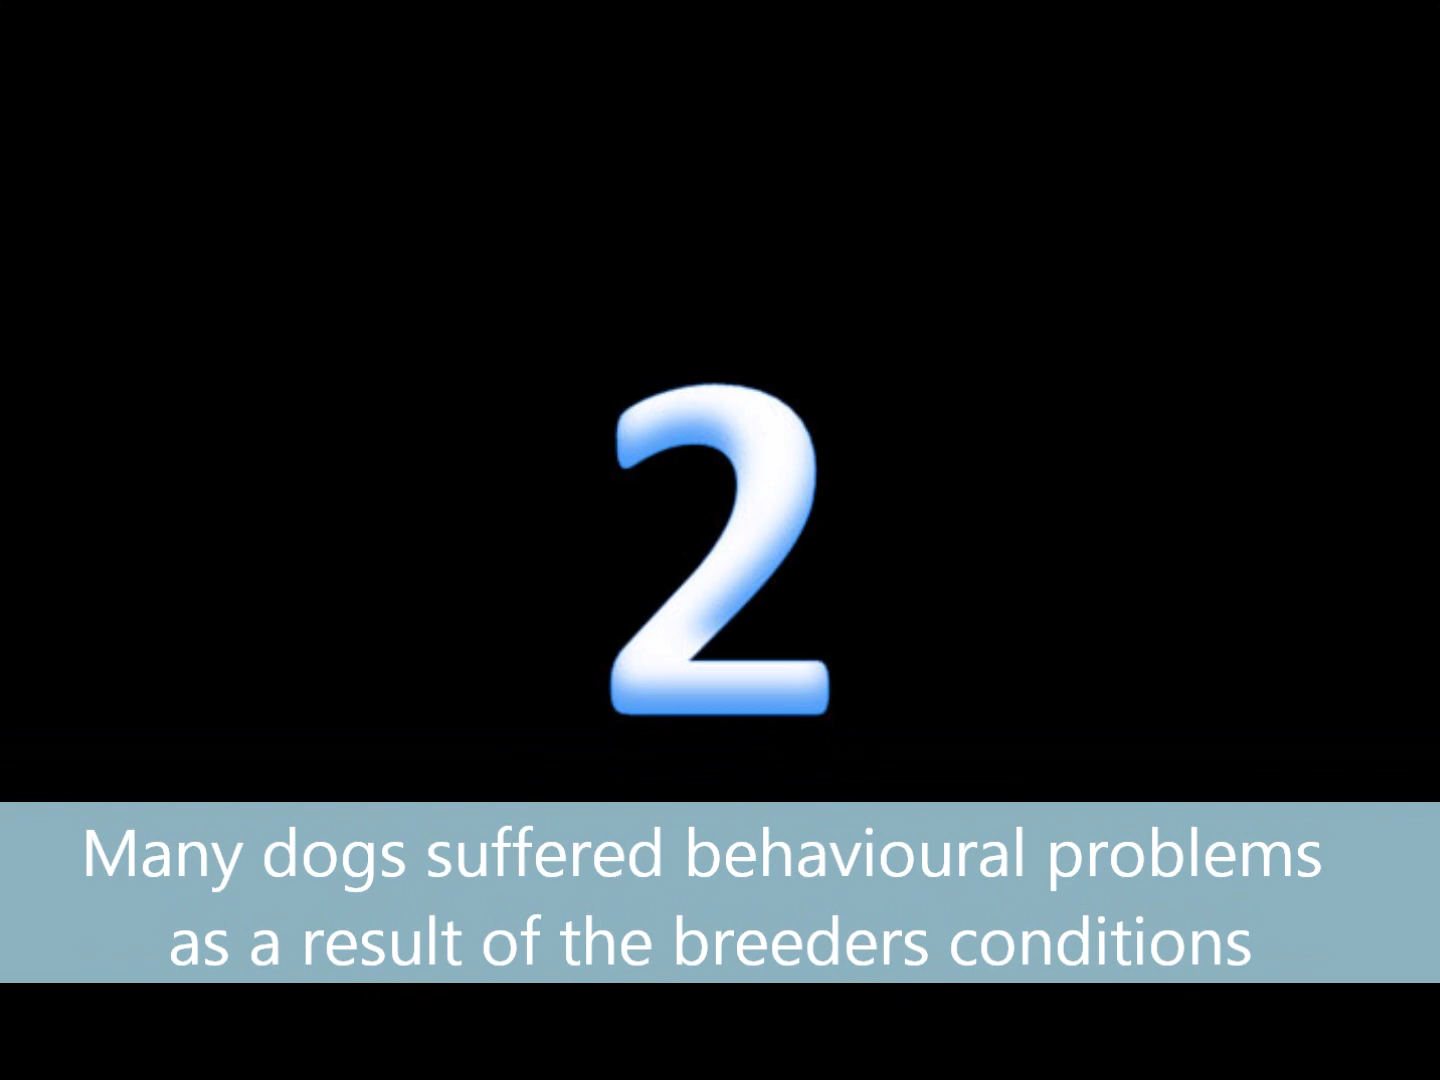 2
Many dogs suffered behavioural problems
as a result of the breeders conditions